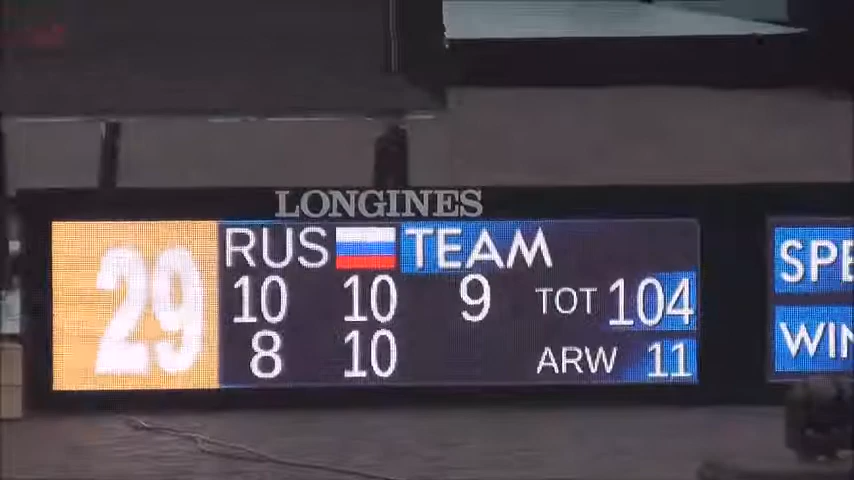 LONGINES
29
RUS TEAM
10 10 9 TOT 104
8 10 ARW 11